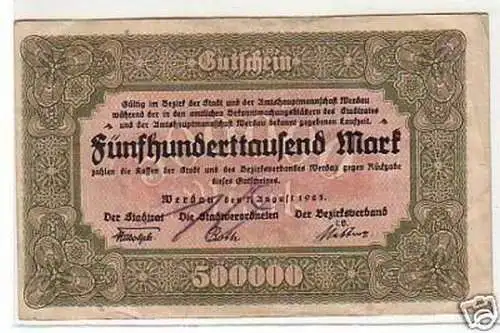 Gutschein
Gültig im Bezirk der Stadt und der Amtshauptmannschaft Werdau
während der in den amtlichen Bekanntmachungsblättern des Stadtrates
und der Amtshauptmannschaft Werdau bekannt gegebenen Laufzeit.
Fünfhunderttausend Mark
zahlen die Kassen der Stadt und des Bezirksverbandes Werdau gegen Rückgabe
dieses Gutscheines.
Werdau, den August 1923.
Der Stadtrat Die Stadtverordneten Der Bezirksverband
500000